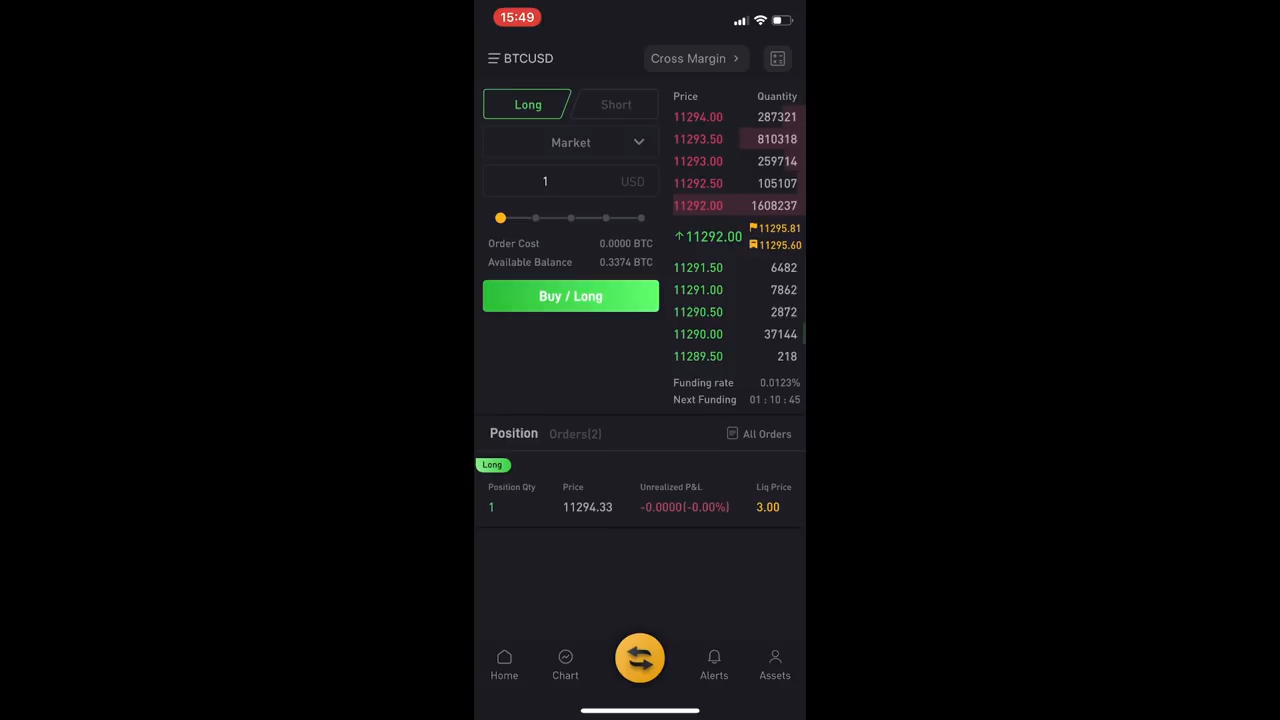 15:49
BTCUSD
Cross Margin >
Long
Short
Market
1 USD
Order Cost 0.0000 BTC
Available Balance 0.3374 BTC
Buy / Long
Price Quantity
11294.00 287321
11293.50 810318
11293.00 259714
11292.50 105107
11292.00 1608237
↑11292.00
11295.81
11295.60
11291.50 6482
11291.00 7862
11290.50 2872
11290.00 37144
11289.50 218
Funding rate 0.0123%
Next Funding 01 : 10 : 45
Position Orders(2) All Orders
Long
Position Qty Price Unrealized P&L Liq Price
1 11294.33 -0.0000(-0.00%) 3.00
Home Chart Alerts Assets